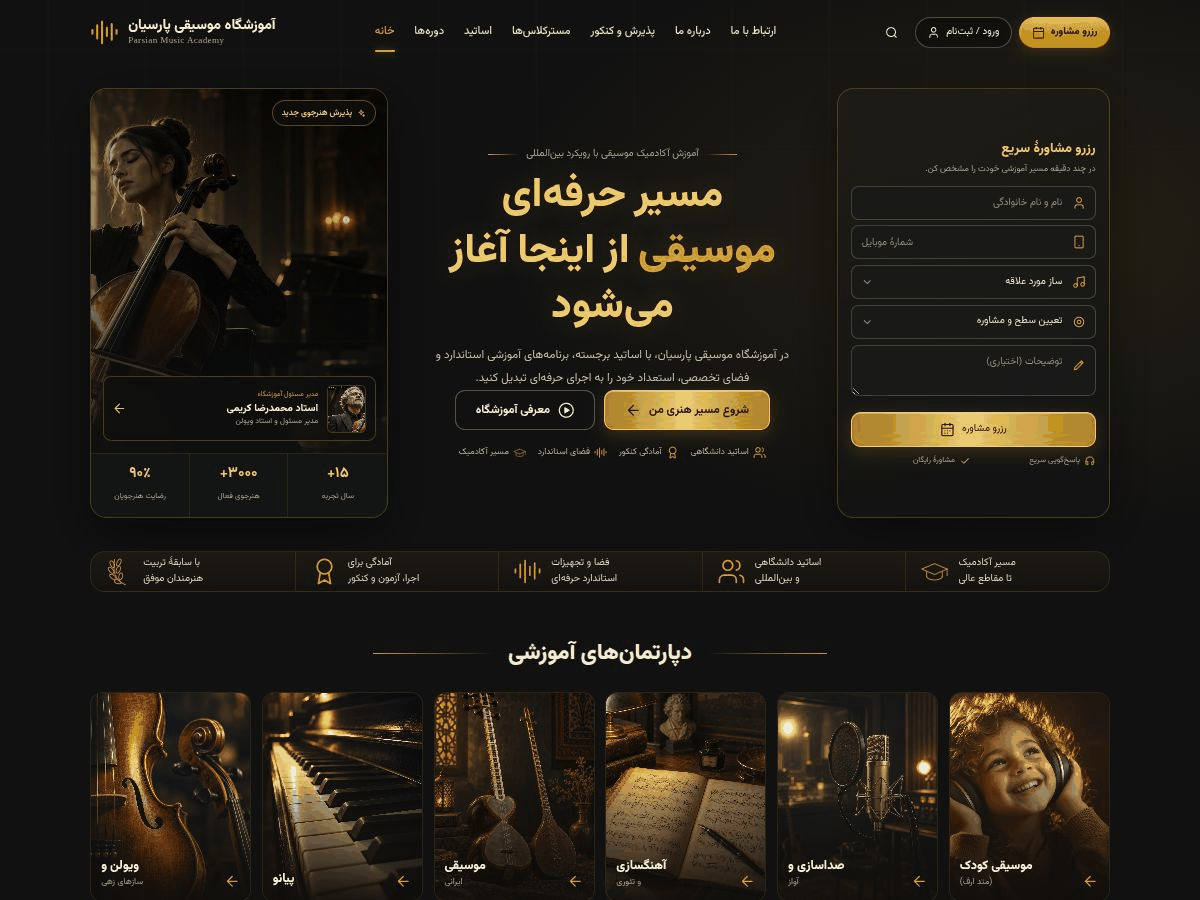 آموزشگاه موسیقی پارسیان
Parsian Music Academy
خانه
دوره‌ها
اساتید
مسترکلاس‌ها
پذیرش و کنکور
درباره ما
ارتباط با ما
ورود / ثبت‌نام
رزرو مشاوره
رزرو مشاورهٔ سریع
در چند دقیقه مسیر آموزشی خودت را مشخص کن.
نام و نام خانوادگی
شمارهٔ موبایل
ساز مورد علاقه
تعیین سطح و مشاوره
توضیحات (اختیاری)
رزرو مشاوره
پاسخ‌گویی سریع
مشاورهٔ رایگان
آموزش آکادمیک موسیقی با رویکرد بین‌المللی
مسیر حرفه‌ای
موسیقی از اینجا آغاز
می‌شود
در آموزشگاه موسیقی پارسیان، با اساتید برجسته، برنامه‌های آموزشی استاندارد و
فضای تخصصی، استعداد خود را به اجرای حرفه‌ای تبدیل کنید.
شروع مسیر هنری من
معرفی آموزشگاه
اساتید دانشگاهی
آمادگی کنکور
فضای استاندارد
مسیر آکادمیک
پذیرش هنرجوی جدید
مدیر مسئول آموزشگاه
استاد محمدرضا کریمی
مدیر مسئول و استاد ویولن
+۱۵
سال تجربه
+۳۰۰۰
هنرجوی فعال
۹۰٪
رضایت هنرجویان
مسیر آکادمیک
تا مقاطع عالی
اساتید دانشگاهی
و بین‌المللی
فضا و تجهیزات
استاندارد حرفه‌ای
آمادگی برای
اجرا، آزمون و کنکور
با سابقهٔ تربیت
هنرمندان موفق
دپارتمان‌های آموزشی
موسیقی کودک
(متد ارف)
صداسازی و
آواز
آهنگسازی
و تئوری
موسیقی
ایرانی
پیانو
ویولن و
سازهای زهی